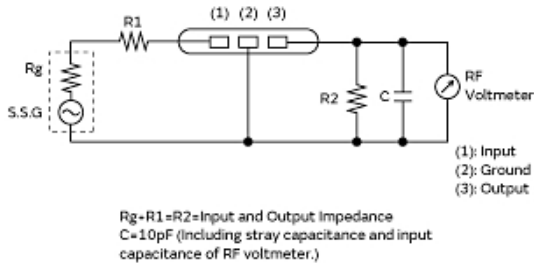 R1
(1) (2) (3)
Rg
S.S.G
R2
C
RF
Voltmeter
(1): Input
(2): Ground
(3): Output
Rg+R1=R2=Input and Output Impedance
C=10pF (Including stray capacitance and input
capacitance of RF voltmeter.)